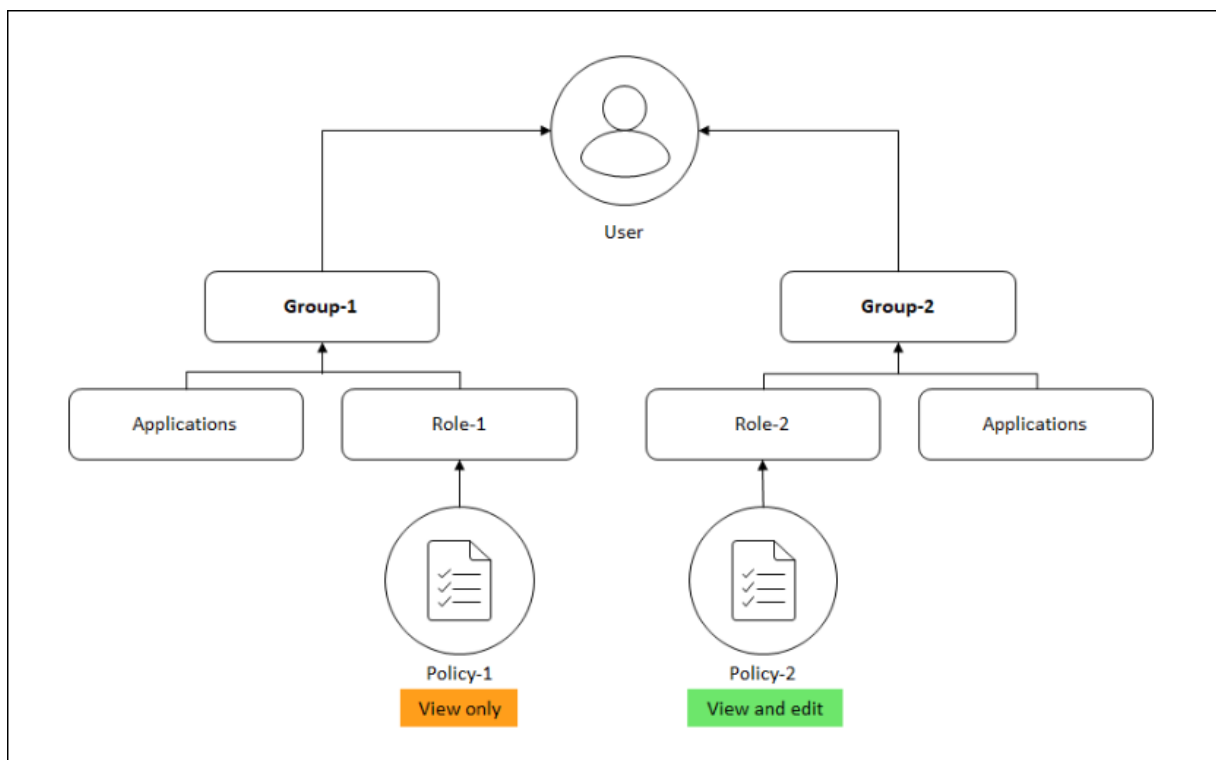 User
Group-1
Group-2
Applications
Role-1
Role-2
Applications
Policy-1
Policy-2
View only
View and edit